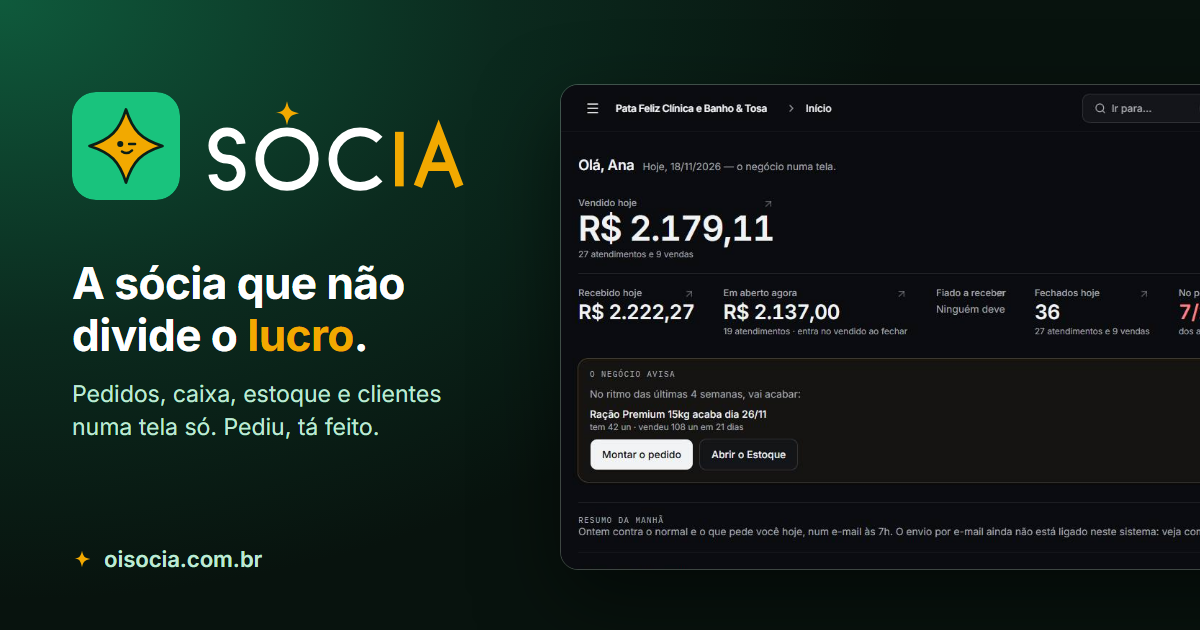 SÓCIA
A sócia que não
divide o lucro.
Pedidos, caixa, estoque e clientes
numa tela só. Pediu, tá feito.
oisocia.com.br
Pata Feliz Clínica e Banho & Tosa > Início
Ir para...
Olá, Ana Hoje, 18/11/2026 — o negócio numa tela.
Vendido hoje
R$ 2.179,11
27 atendimentos e 9 vendas
Recebido hoje
R$ 2.222,27
Em aberto agora
R$ 2.137,00
19 atendimentos · entra no vendido ao fechar
Fiado a receber
Ninguém deve
Fechados hoje
36
27 atendimentos e 9 vendas
No p
7/
dos a
O NEGÓCIO AVISA
No ritmo das últimas 4 semanas, vai acabar:
Ração Premium 15kg acaba dia 26/11
tem 42 un · vendeu 108 un em 21 dias
Montar o pedido
Abrir o Estoque
RESUMO DA MANHÃ
Ontem contra o normal e o que pede você hoje, num e-mail às 7h. O envio por e-mail ainda não está ligado neste sistema: veja com